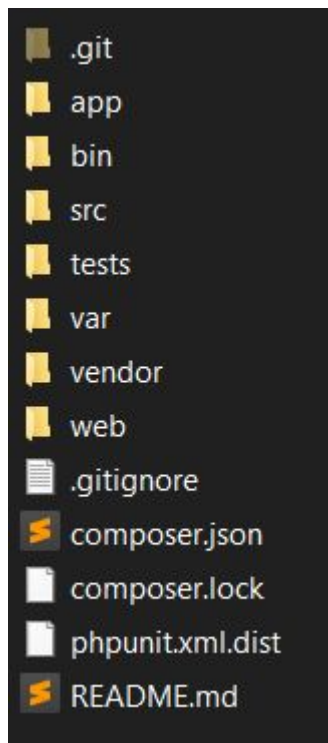 .git
app
bin
src
tests
var
vendor
web
.gitignore
composer.json
composer.lock
phpunit.xml.dist
README.md